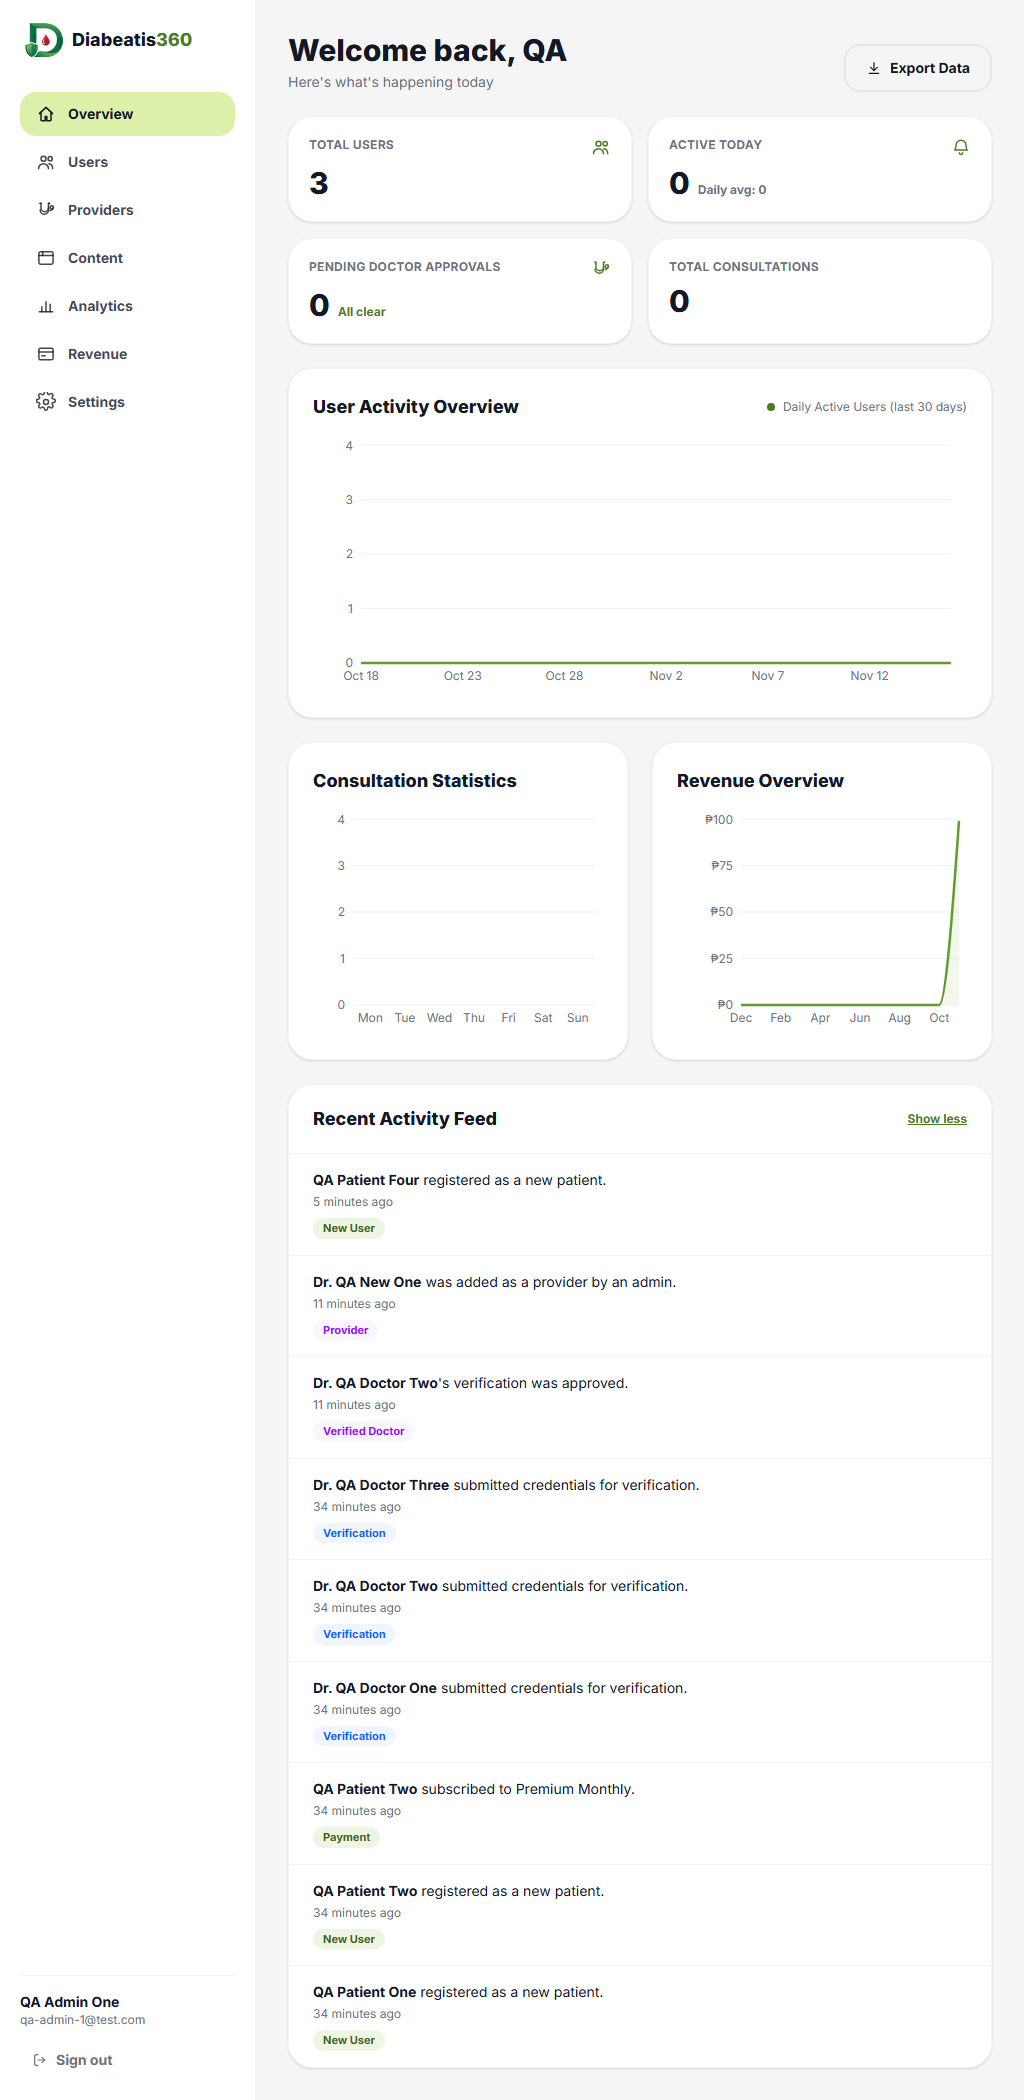 Diabeatis360
Overview
Users
Providers
Content
Analytics
Revenue
Settings
QA Admin One
qa-admin-1@test.com
Sign out
Welcome back, QA
Here's what's happening today
Export Data
TOTAL USERS
3
ACTIVE TODAY
0 Daily avg: 0
PENDING DOCTOR APPROVALS
0 All clear
TOTAL CONSULTATIONS
0
User Activity Overview
Daily Active Users (last 30 days)
4
3
2
1
0
Oct 18 Oct 23 Oct 28 Nov 2 Nov 7 Nov 12
Consultation Statistics
4
3
2
1
0
Mon Tue Wed Thu Fri Sat Sun
Revenue Overview
₱100
₱75
₱50
₱25
₱0
Dec Feb Apr Jun Aug Oct
Recent Activity Feed
Show less
QA Patient Four registered as a new patient.
5 minutes ago
New User
Dr. QA New One was added as a provider by an admin.
11 minutes ago
Provider
Dr. QA Doctor Two's verification was approved.
11 minutes ago
Verified Doctor
Dr. QA Doctor Three submitted credentials for verification.
34 minutes ago
Verification
Dr. QA Doctor Two submitted credentials for verification.
34 minutes ago
Verification
Dr. QA Doctor One submitted credentials for verification.
34 minutes ago
Verification
QA Patient Two subscribed to Premium Monthly.
34 minutes ago
Payment
QA Patient Two registered as a new patient.
34 minutes ago
New User
QA Patient One registered as a new patient.
34 minutes ago
New User